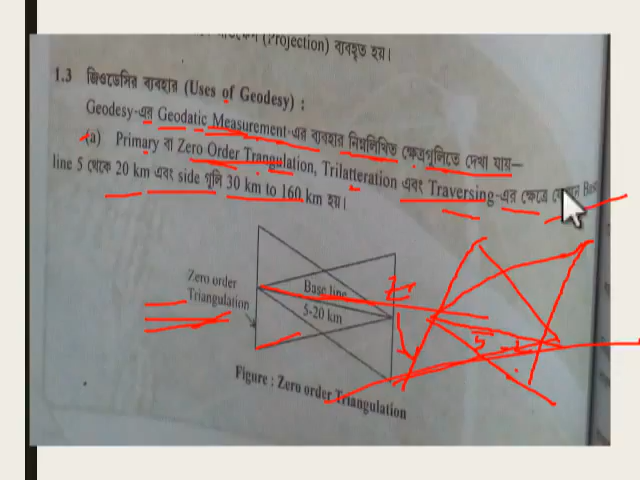 (Projection) ব্যবহৃত হয়।
1.3 জিওডেসির ব্যবহার (Uses of Geodesy) :
Geodesy-এর Geodatic Measurement-এর ব্যবহার নিম্নলিখিত ক্ষেত্রগুলিতে দেখা যায়—
(a) Primary বা Zero Order Trangulation, Trilatteration এবং Traversing-এর ক্ষেত্রে
line 5 থেকে 20 km এবং side গুলি 30 km to 160 km হয়।
Zero order
Triangulation
Base line
5-20 km
5
Figure : Zero order Triangulation